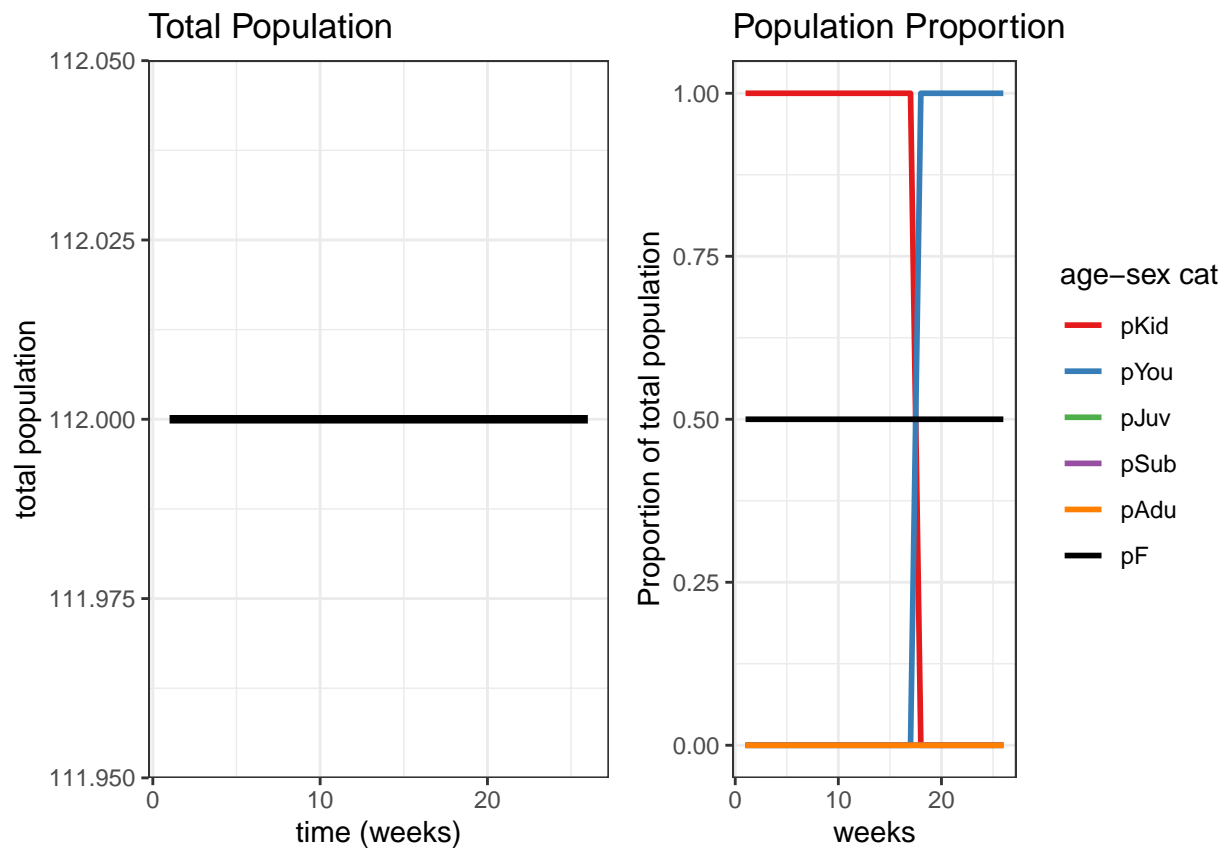 Total Population
112.050
112.025
112.000
111.975
111.950
total population
0
10
20
time (weeks)
Population Proportion
1.00
0.75
0.50
0.25
0.00
Proportion of total population
0
20
weeks
age−sex cat
pKid
pYou
pJuv
pSub
pAdu
pF